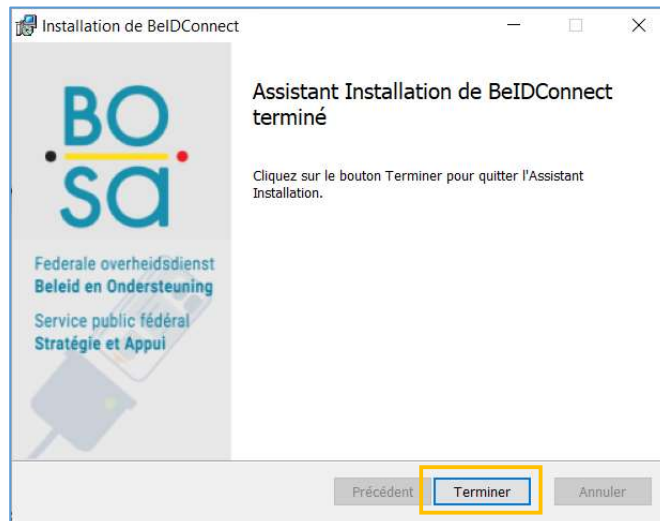 Installation de BeIDConnect
BO
SA
Federale overheidsdienst
Beleid en Ondersteuning
Service public fédéral
Stratégie et Appui
Assistant Installation de BeIDConnect
terminé
Cliquez sur le bouton Terminer pour quitter l'Assistant
Installation.
Précédent
Terminer
Annuler